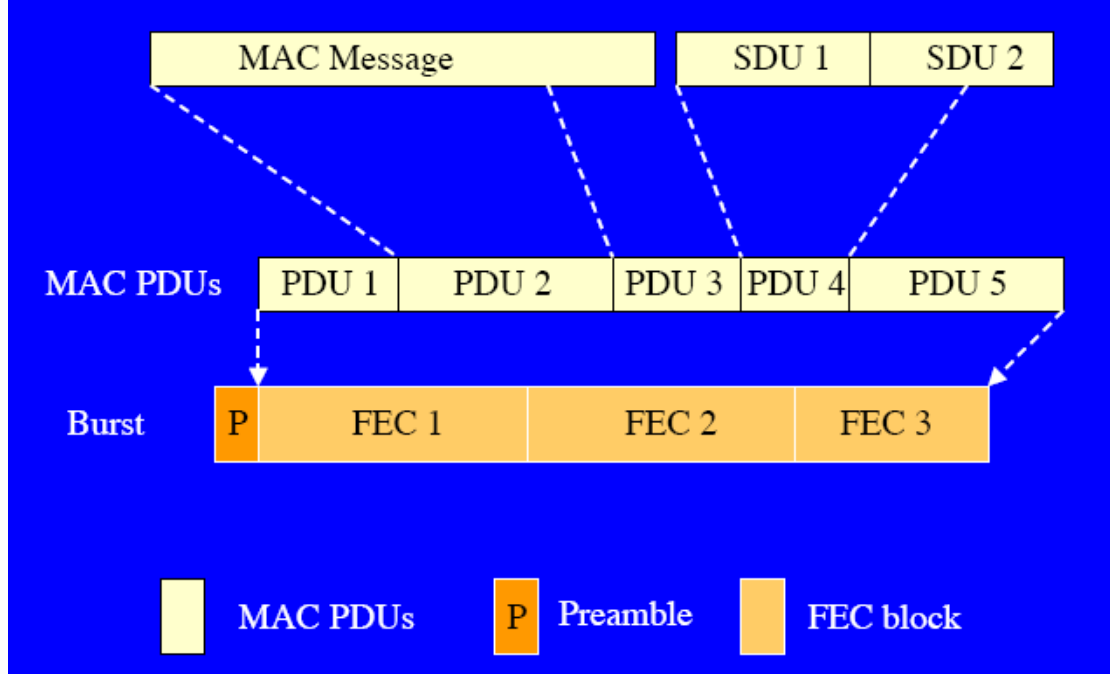 MAC Message SDU 1 SDU 2
MAC PDUs PDU 1 PDU 2 PDU 3 PDU 4 PDU 5
Burst P FEC 1 FEC 2 FEC 3
MAC PDUs P Preamble FEC block